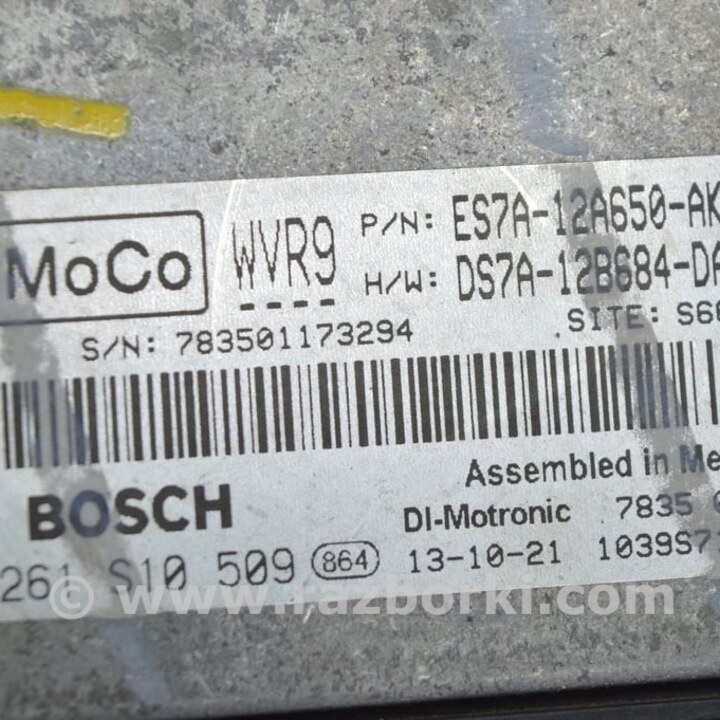 MoCo WVR9 P/N: ES7A-12A650-AK
H/W: DS7A-12B684-DA
S/N: 783501173294 SITE: S6
Assembled in Me
BOSCH DI-Motronic 7835
261 S10 509 864 13-10-21 1039S7
© www.razborki.com